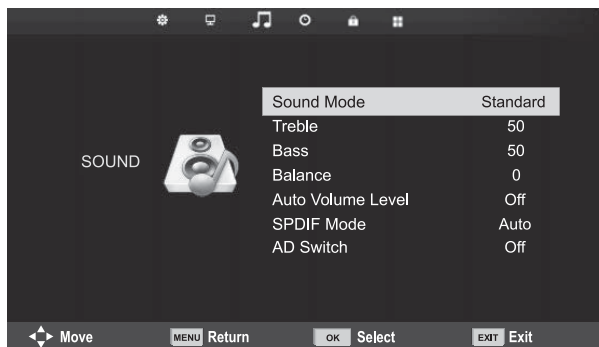 Sound Mode Standard
Treble 50
Bass 50
SOUND
Balance 0
Auto Volume Level Off
SPDIF Mode Auto
AD Switch Off
Move MENU Return OK Select EXIT Exit